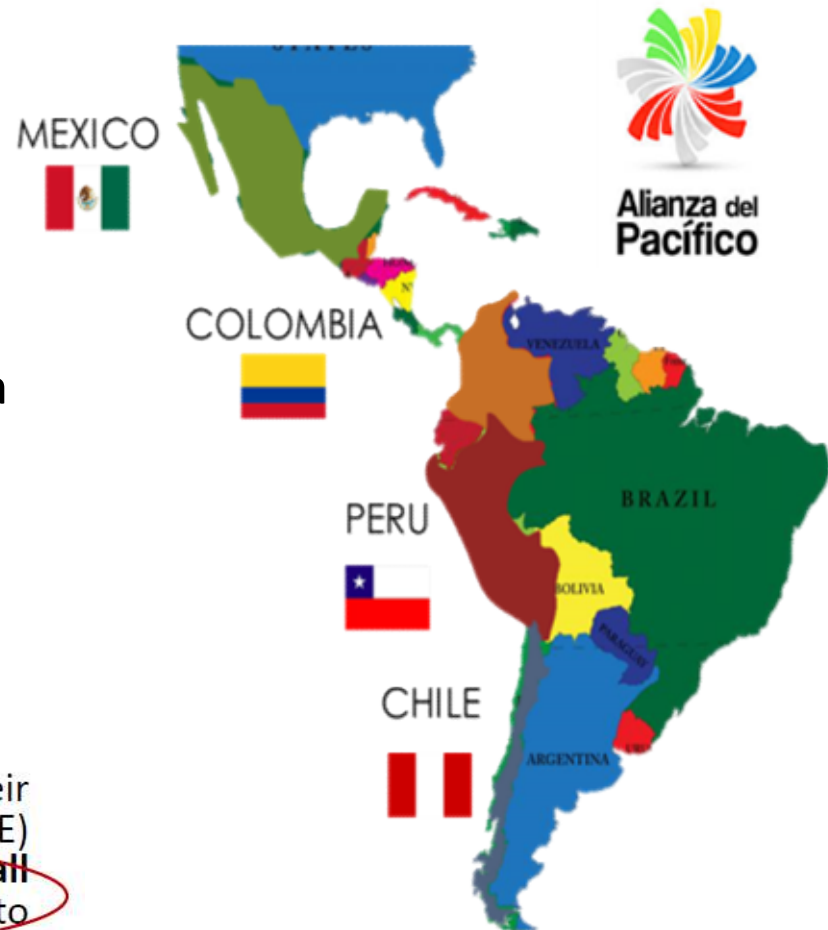 MEXICO
Alianza del
Pacífico
COLOMBIA
VENEZUELA
BRAZIL
PERU
BOLIVIA
PARAGUAY
CHILE
ARGENTINA
eir
E)
all
to